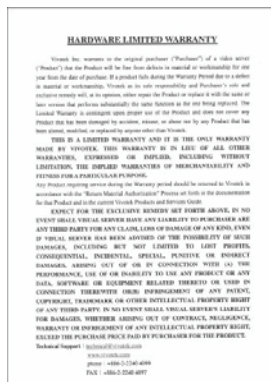 HARDWARE LIMITED WARRANTY
Vivotek Inc. warrants to the original purchaser ("Purchaser") of a video server
("Product") that the Product will be free from defects in material or workmanship for one
year from the date of purchase. If a product fails during the Warranty Period due to a defect
in material or workmanship, Vivotek as its sole responsibility and Purchaser's sole and
exclusive remedy will, at its option, either repair the Product or replace it with the same or
later version that performs substantially the same function as the one being replaced. The
Limited Warranty is contingent upon proper use of the Product and does not cover any
Product that has been damaged by accident, misuse, or abuse nor by any Product that has
been altered, modified, or replaced by anyone other than Vivotek.
THIS IS A LIMITED WARRANTY AND IT IS THE ONLY WARRANTY
MADE BY VIVOTEK. THIS WARRANTY IS IN LIEU OF ALL OTHER
WARRANTIES, EXPRESSED OR IMPLIED, INCLUDING WITHOUT
LIMITATION, THE IMPLIED WARRANTIES OF MERCHANTABILITY AND
FITNESS FOR A PARTICULAR PURPOSE.
Any Product requiring service during the Warranty period should be returned to Vivotek in
accordance with the "Return Material Authorization" Process set forth in the documentation
for that Product and in the current Vivotek Products and Services Guide.
EXPECT FOR THE EXCLUSIVE REMEDY SET FORTH ABOVE, IN NO
EVENT SHALL VISUAL SERVER HAVE ANY LIABILITY TO PURCHASER ARE
ANY THIRD PARTY FOR ANY CLAIM, LOSS OF DAMAGE OF ANY KIND, EVEN
IF VISUAL SERVER HAS BEEN ADVISED OF THE POSSIBILITY OF SUCH
DAMAGES, INCLUDING BUT NOT LIMITED TO LOST PROFITS,
CONSEQUENTIAL, INCIDENTAL, SPECIAL, PUNITIVE OR INDIRECT
DAMAGES, ARISING OUT OF OR IN CONNECTION WITH (A) THE
PERFORMANCE, USE OF OR INABILITY TO USE ANY PRODUCT OR ANY
DATA, SOFTWARE OR EQUIPMENT RELATED THERETO OR USED IN
CONNECTION THEREWITH;(B) INFRINGEMENT OF ANY PATENT,
COPYRIGHT, TRADEMARK OR OTHER INTELLECTUAL PROPERTY RIGHT
OF ANY THIRD PARTY. IN NO EVENT SHALL VISUAL SERVER'S LIABILITY
FOR DAMAGES, WHETHER ARISING OUT OF CONTRACT, NEGLIGENCE,
WARRANTY OR INFRINGEMENT OF ANY INTELLECTUAL PROPERTY RIGHT,
EXCEED THE PURCHASE PRICE PAID BY PURCHASER FOR THE PRODUCT.
Technical Support : technical@vivotek.com
www.vivotek.com
phone : +886-2-2240-4099
FAX : +886-2-2240-4097